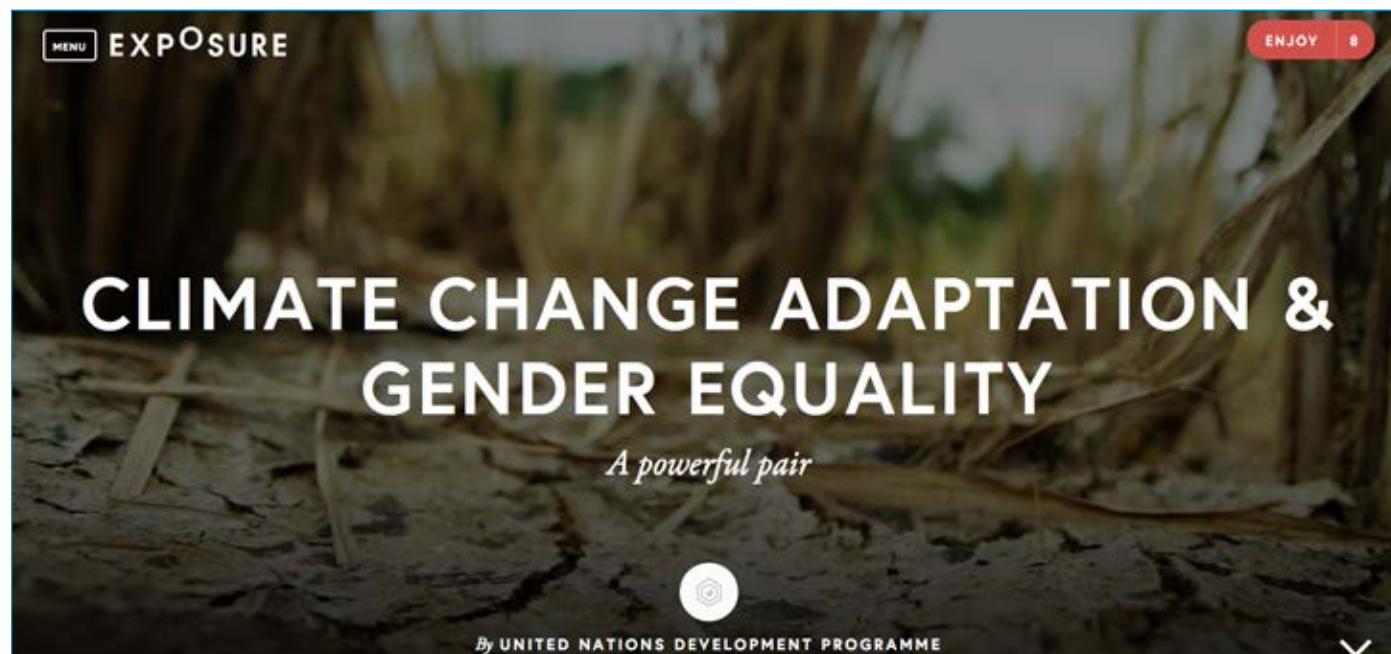 MENU EXPOSURE
ENJOY 8
CLIMATE CHANGE ADAPTATION &
GENDER EQUALITY
A powerful pair
By UNITED NATIONS DEVELOPMENT PROGRAMME